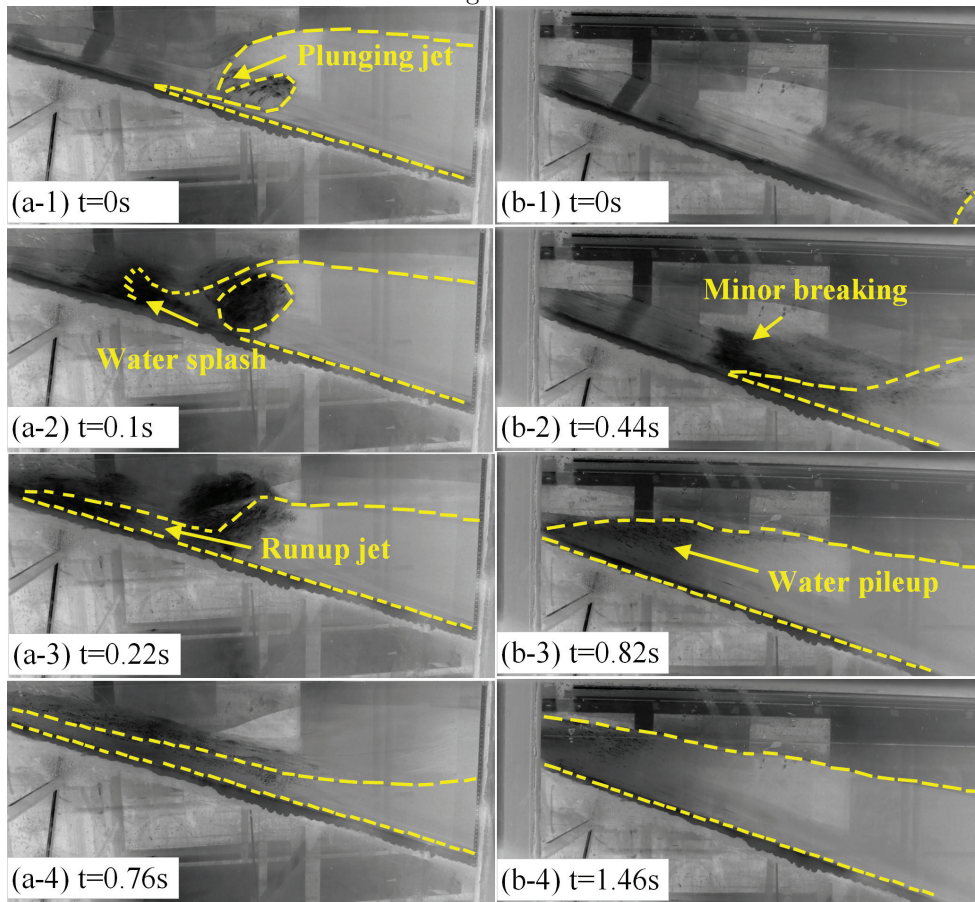 Plunging jet
(a-1) t=0s
(b-1) t=0s
Water splash
(a-2) t=0.1s
Minor breaking
(b-2) t=0.44s
Runup jet
(a-3) t=0.22s
Water pileup
(b-3) t=0.82s
(a-4) t=0.76s
(b-4) t=1.46s